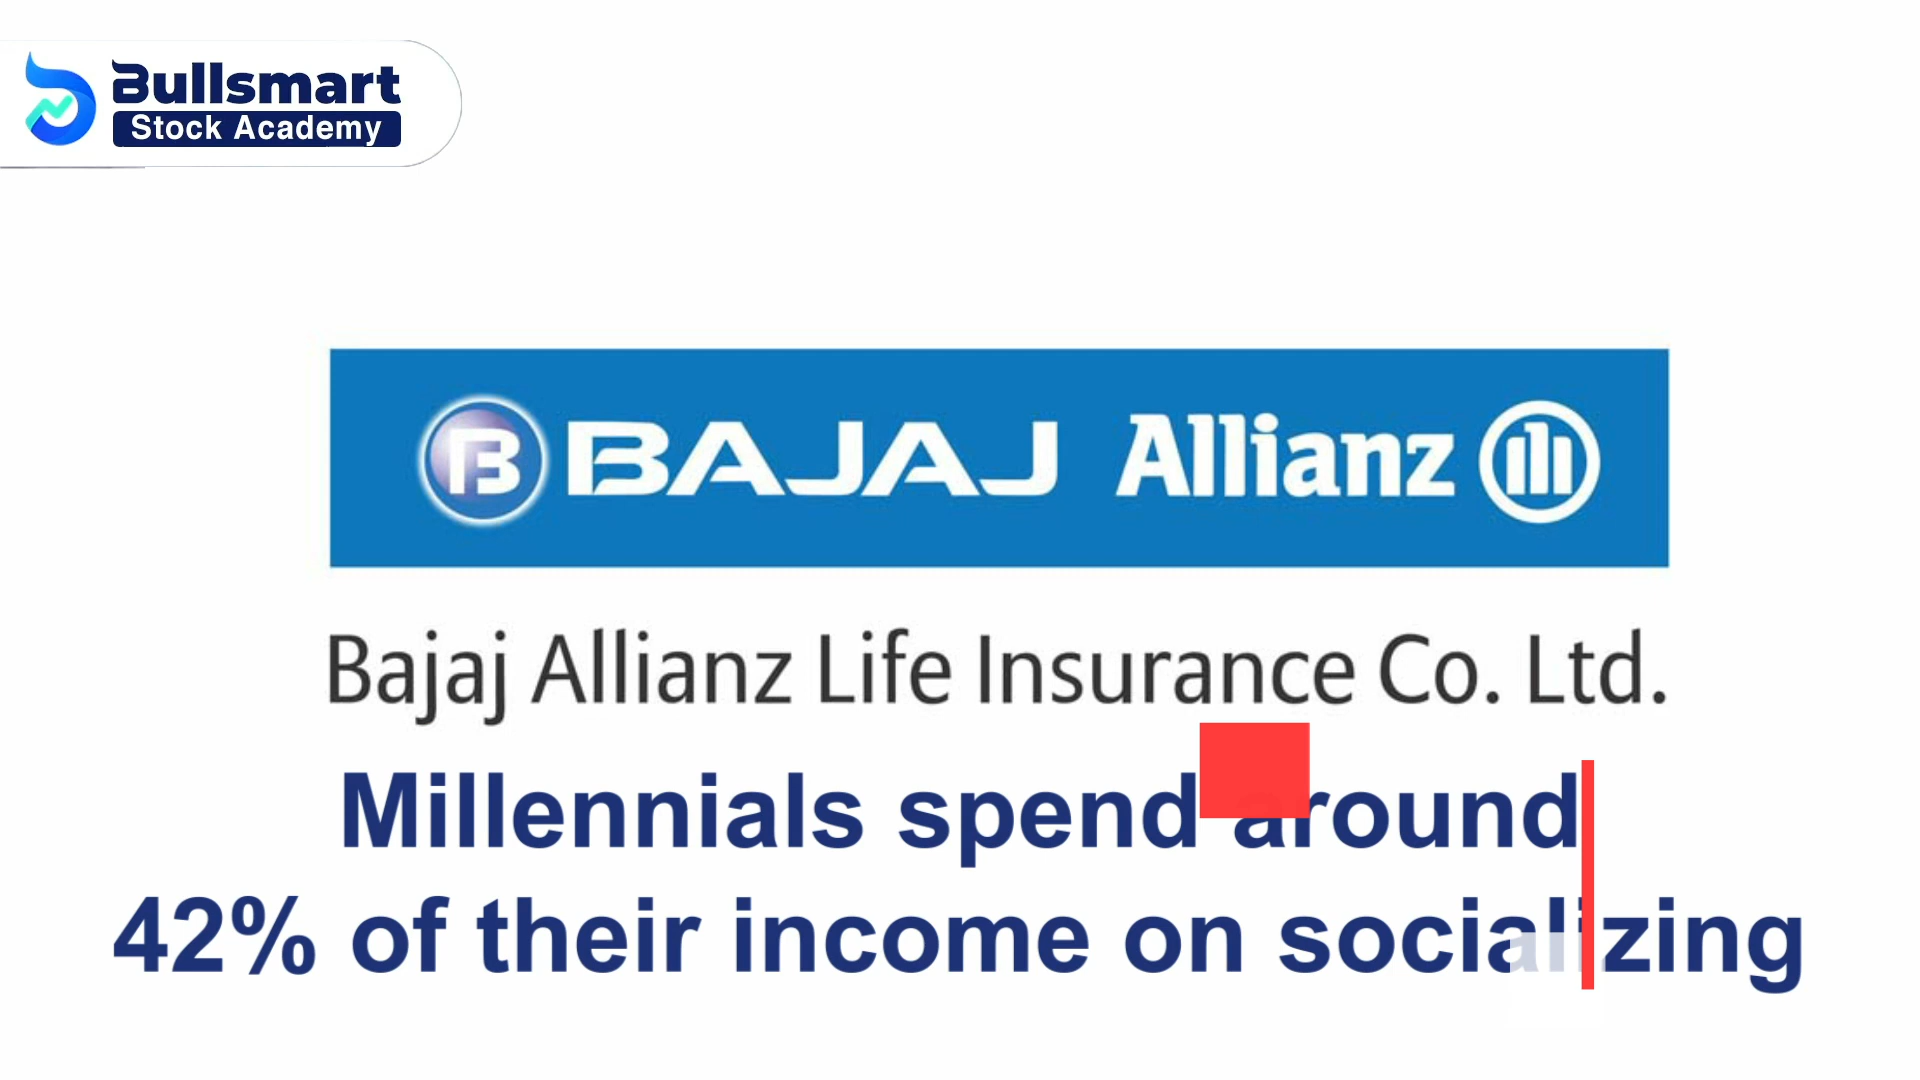 Bullsmart
Stock Academy
B BAJAJ Allianz
Bajaj Allianz Life Insurance Co. Ltd.
Millennials spend around
42% of their income on socializing